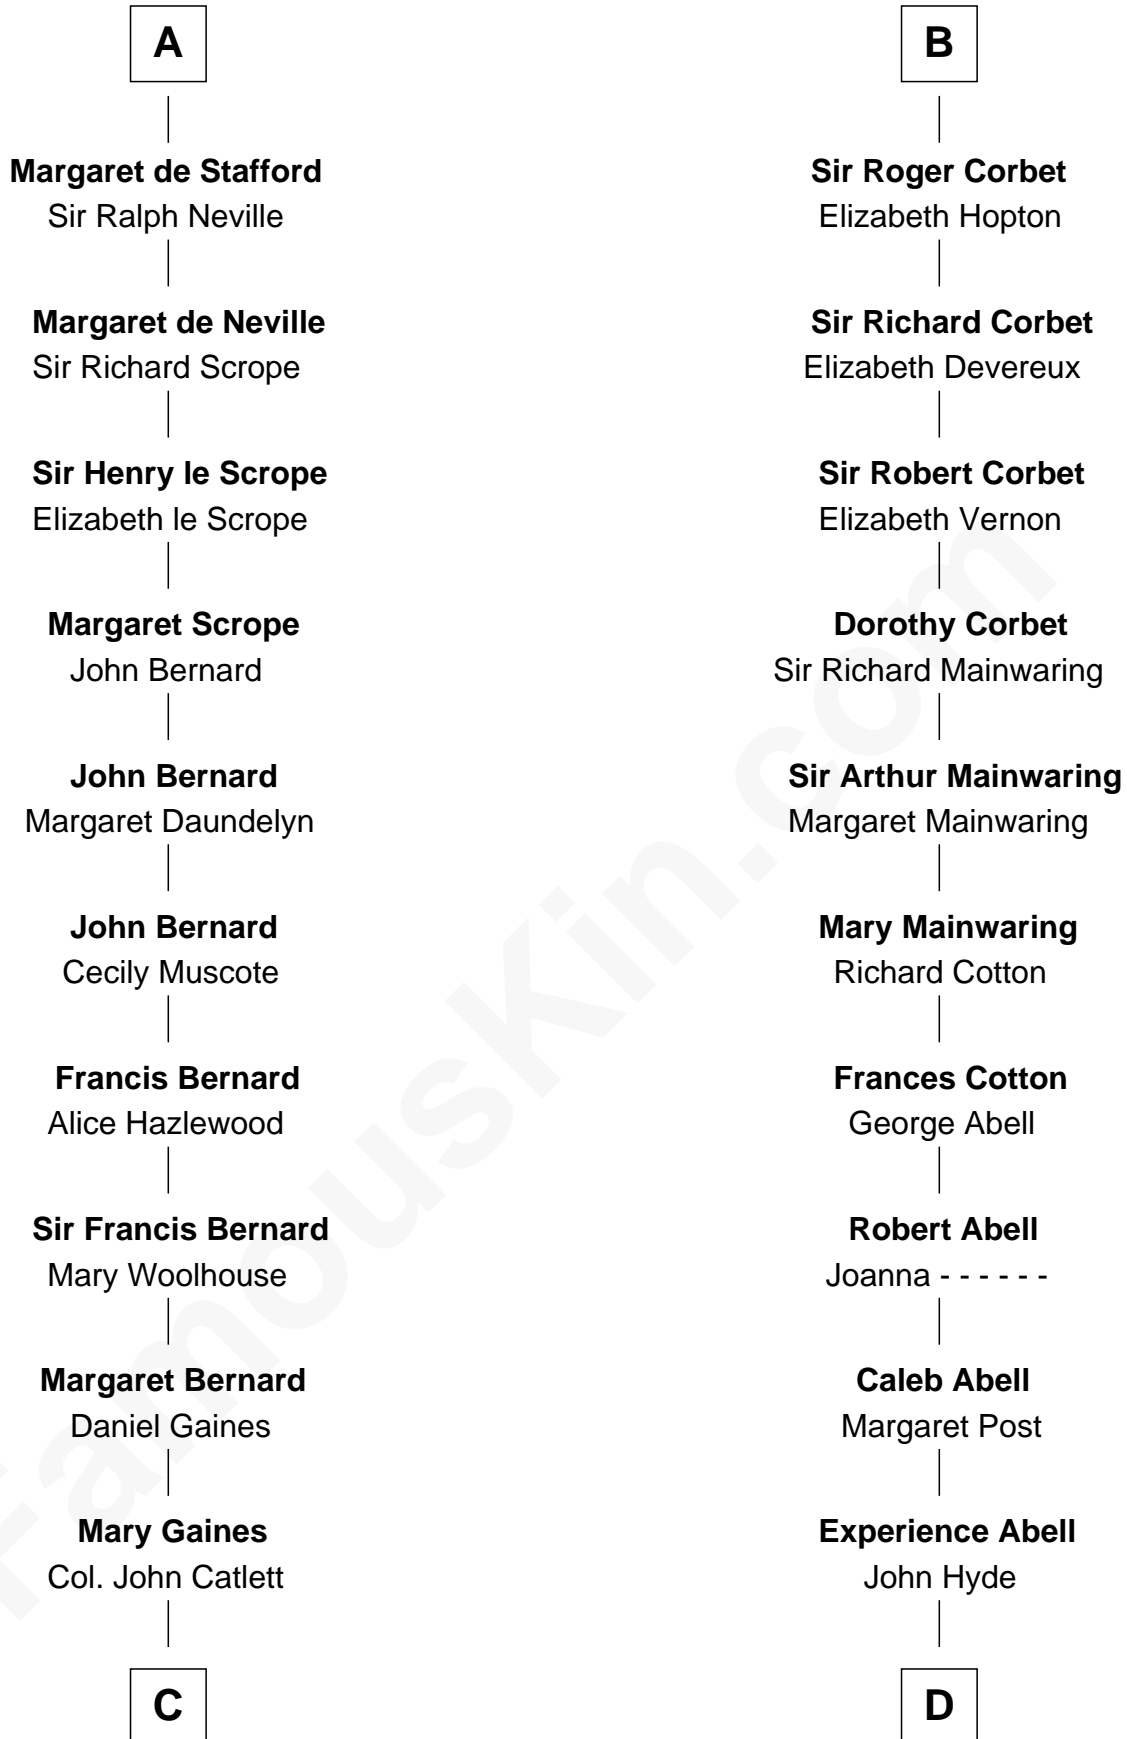 A
Margaret de Stafford
Sir Ralph Neville
Margaret de Neville
Sir Richard Scrope
Sir Henry le Scrope
Elizabeth le Scrope
Margaret Scrope
John Bernard
John Bernard
Margaret Daundelyn
John Bernard
Cecily Muscote
Francis Bernard
Alice Hazlewood
Sir Francis Bernard
Mary Woolhouse
Margaret Bernard
Daniel Gaines
Mary Gaines
Col. John Catlett
C
B
Sir Roger Corbet
Elizabeth Hopton
Sir Richard Corbet
Elizabeth Devereux
Sir Robert Corbet
Elizabeth Vernon
Dorothy Corbet
Sir Richard Mainwaring
Sir Arthur Mainwaring
Margaret Mainwaring
Mary Mainwaring
Richard Cotton
Frances Cotton
George Abell
Robert Abell
Joanna - - - - - -
Caleb Abell
Margaret Post
Experience Abell
John Hyde
D
FamousKin.com